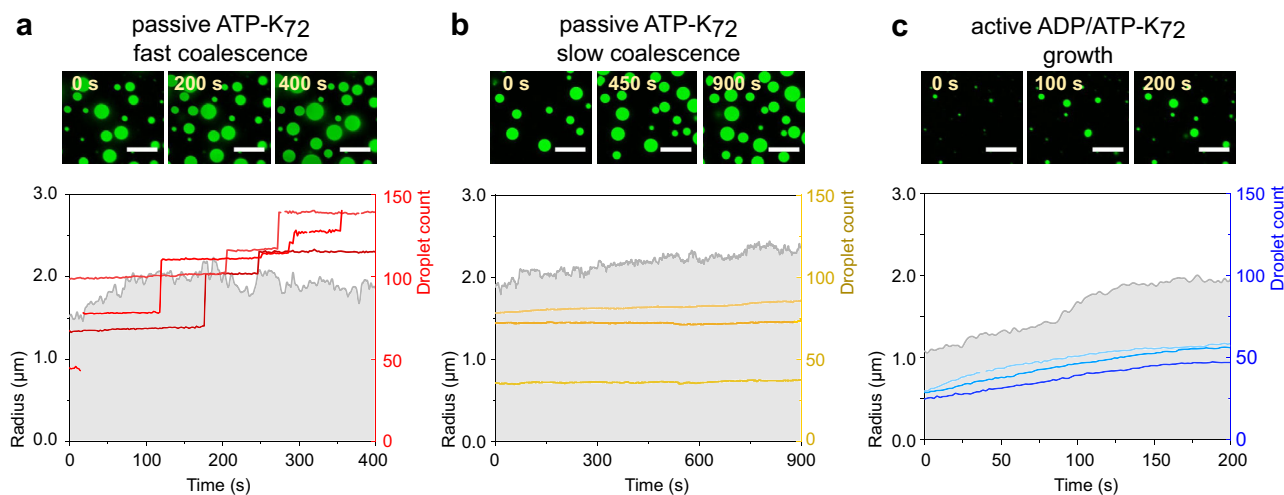 a
passive ATP-K72
fast coalescence
0 s
200 s
400 s
3.0
2.0
1.0
0.0
Radius (µm)
150
100
50
0
Droplet count
0
100
200
300
400
Time (s)
b
passive ATP-K72
slow coalescence
0 s
450 s
900 s
3.0
2.0
1.0
0.0
Radius (µm)
150
100
50
0
Droplet count
0
300
600
900
Time (s)
c
active ADP/ATP-K72
growth
0 s
100 s
200 s
3.0
2.0
1.0
0.0
Radius (µm)
150
100
50
0
Droplet count
0
50
100
150
200
Time (s)